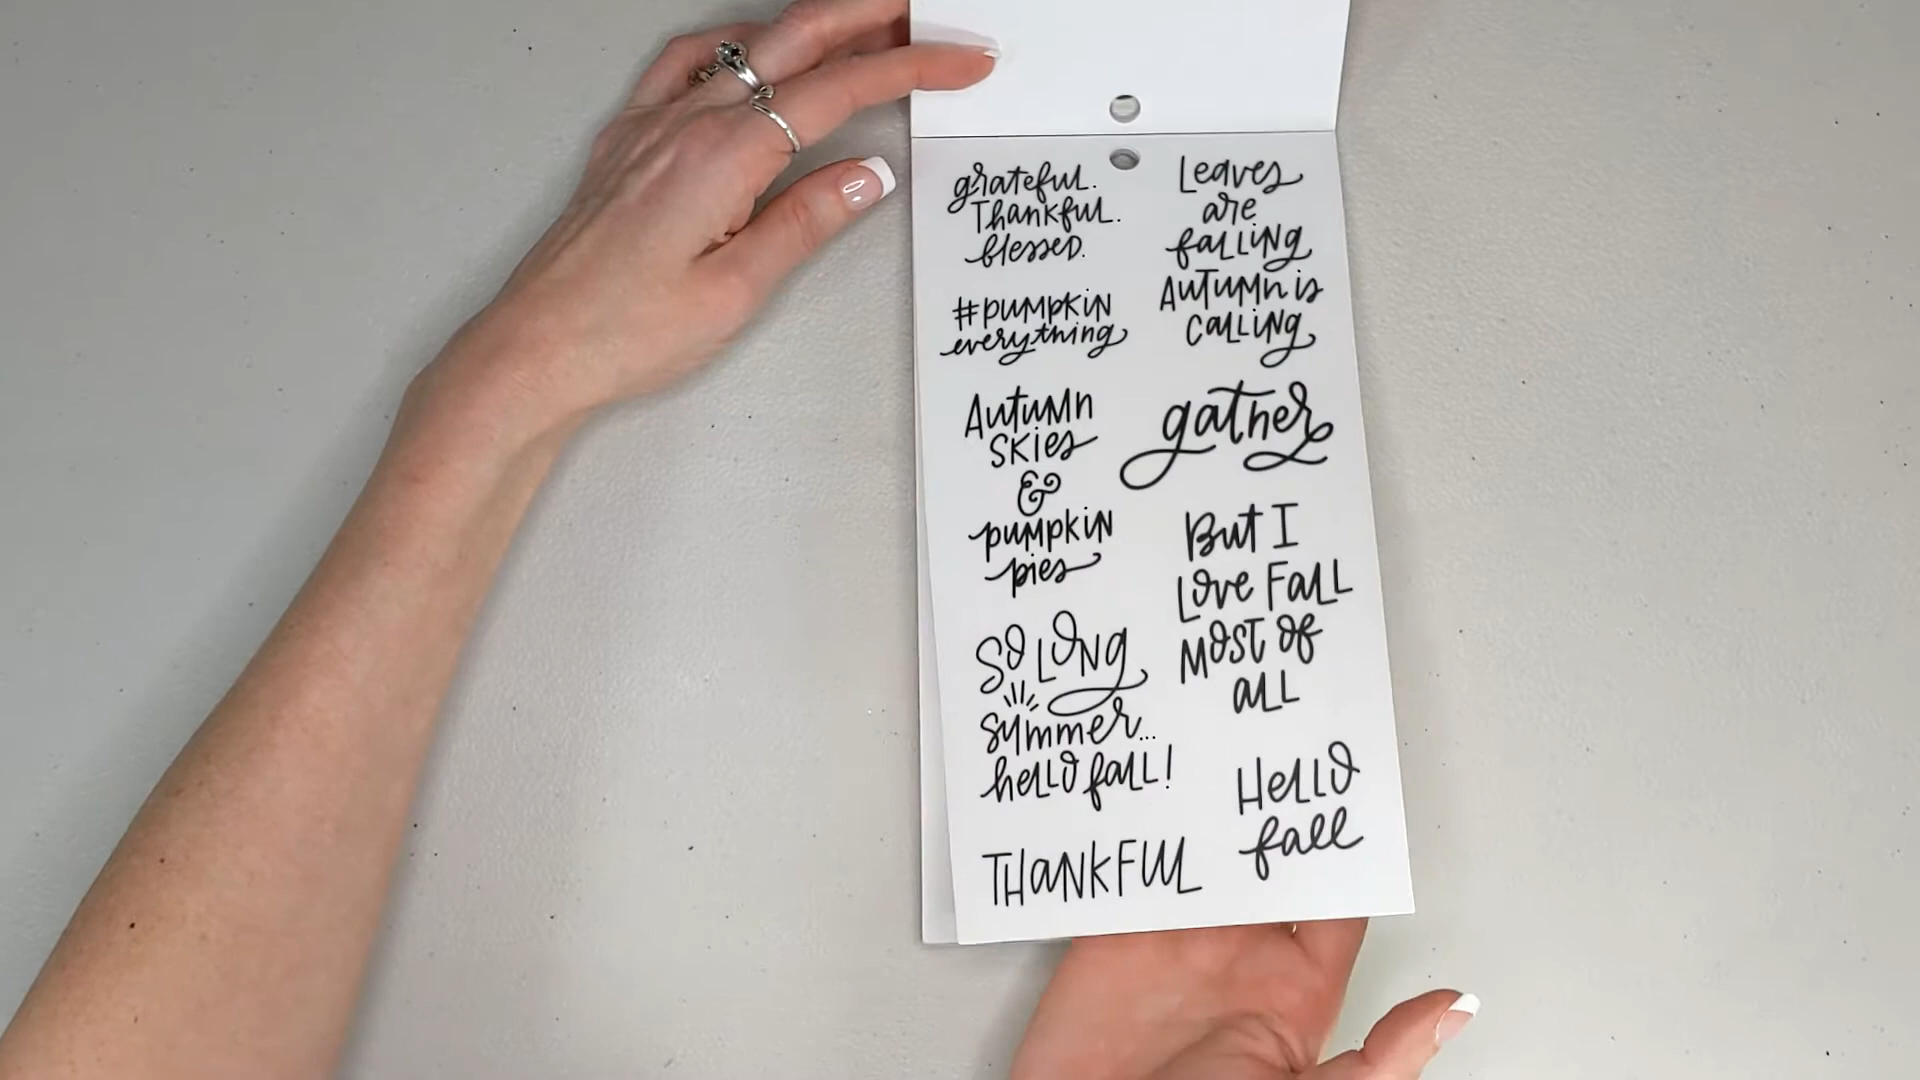 grateful.
Thankful.
blessed.
#pumpkin
everything
Autumn
skies
&
pumpkin
pies
So Long
summer...
hello fall!
THANKFUL
Leaves
are
falling
Autumn is
calling
gather
But I
Love Fall
Most of
all
Hello
fall